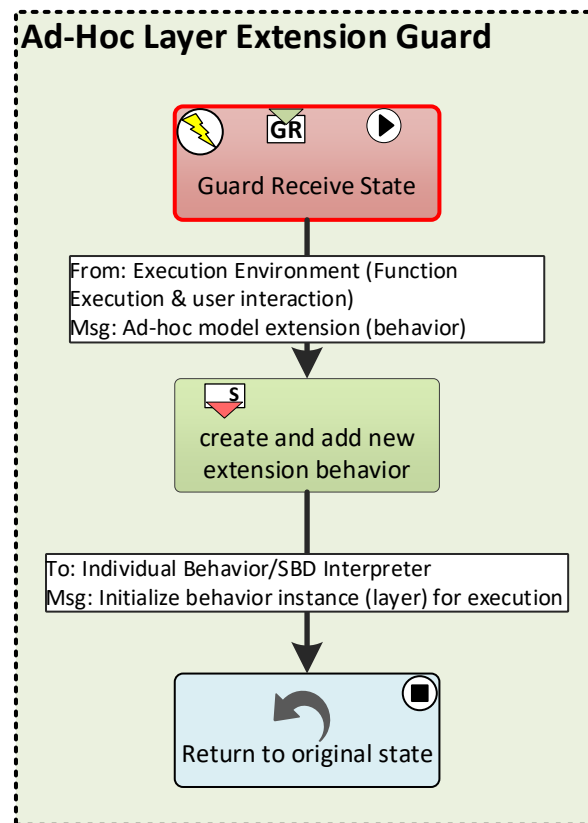 Ad-Hoc Layer Extension Guard
GR
Guard Receive State
From: Execution Environment (Function
Execution & user interaction)
Msg: Ad-hoc model extension (behavior)
S
create and add new
extension behavior
To: Individual Behavior/SBD Interpreter
Msg: Initialize behavior instance (layer) for execution
Return to original state